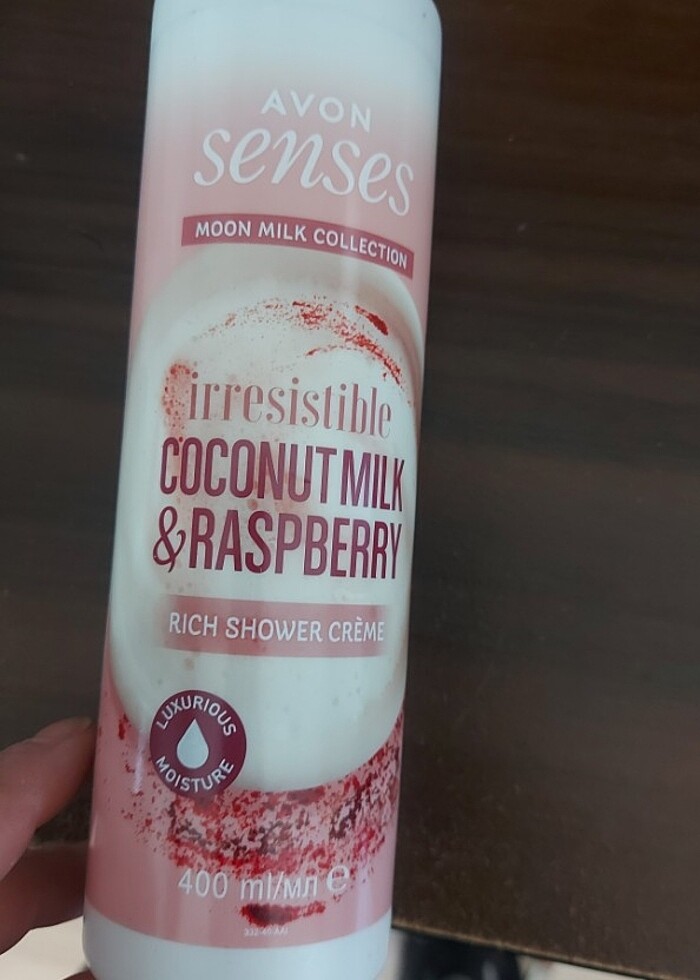 AVON
senses
MOON MILK COLLECTION
irresistible
COCONUT MILK
& RASPBERRY
RICH SHOWER CRÈME
LUXURIOUS
MOISTURE
400 ml/мл ℮